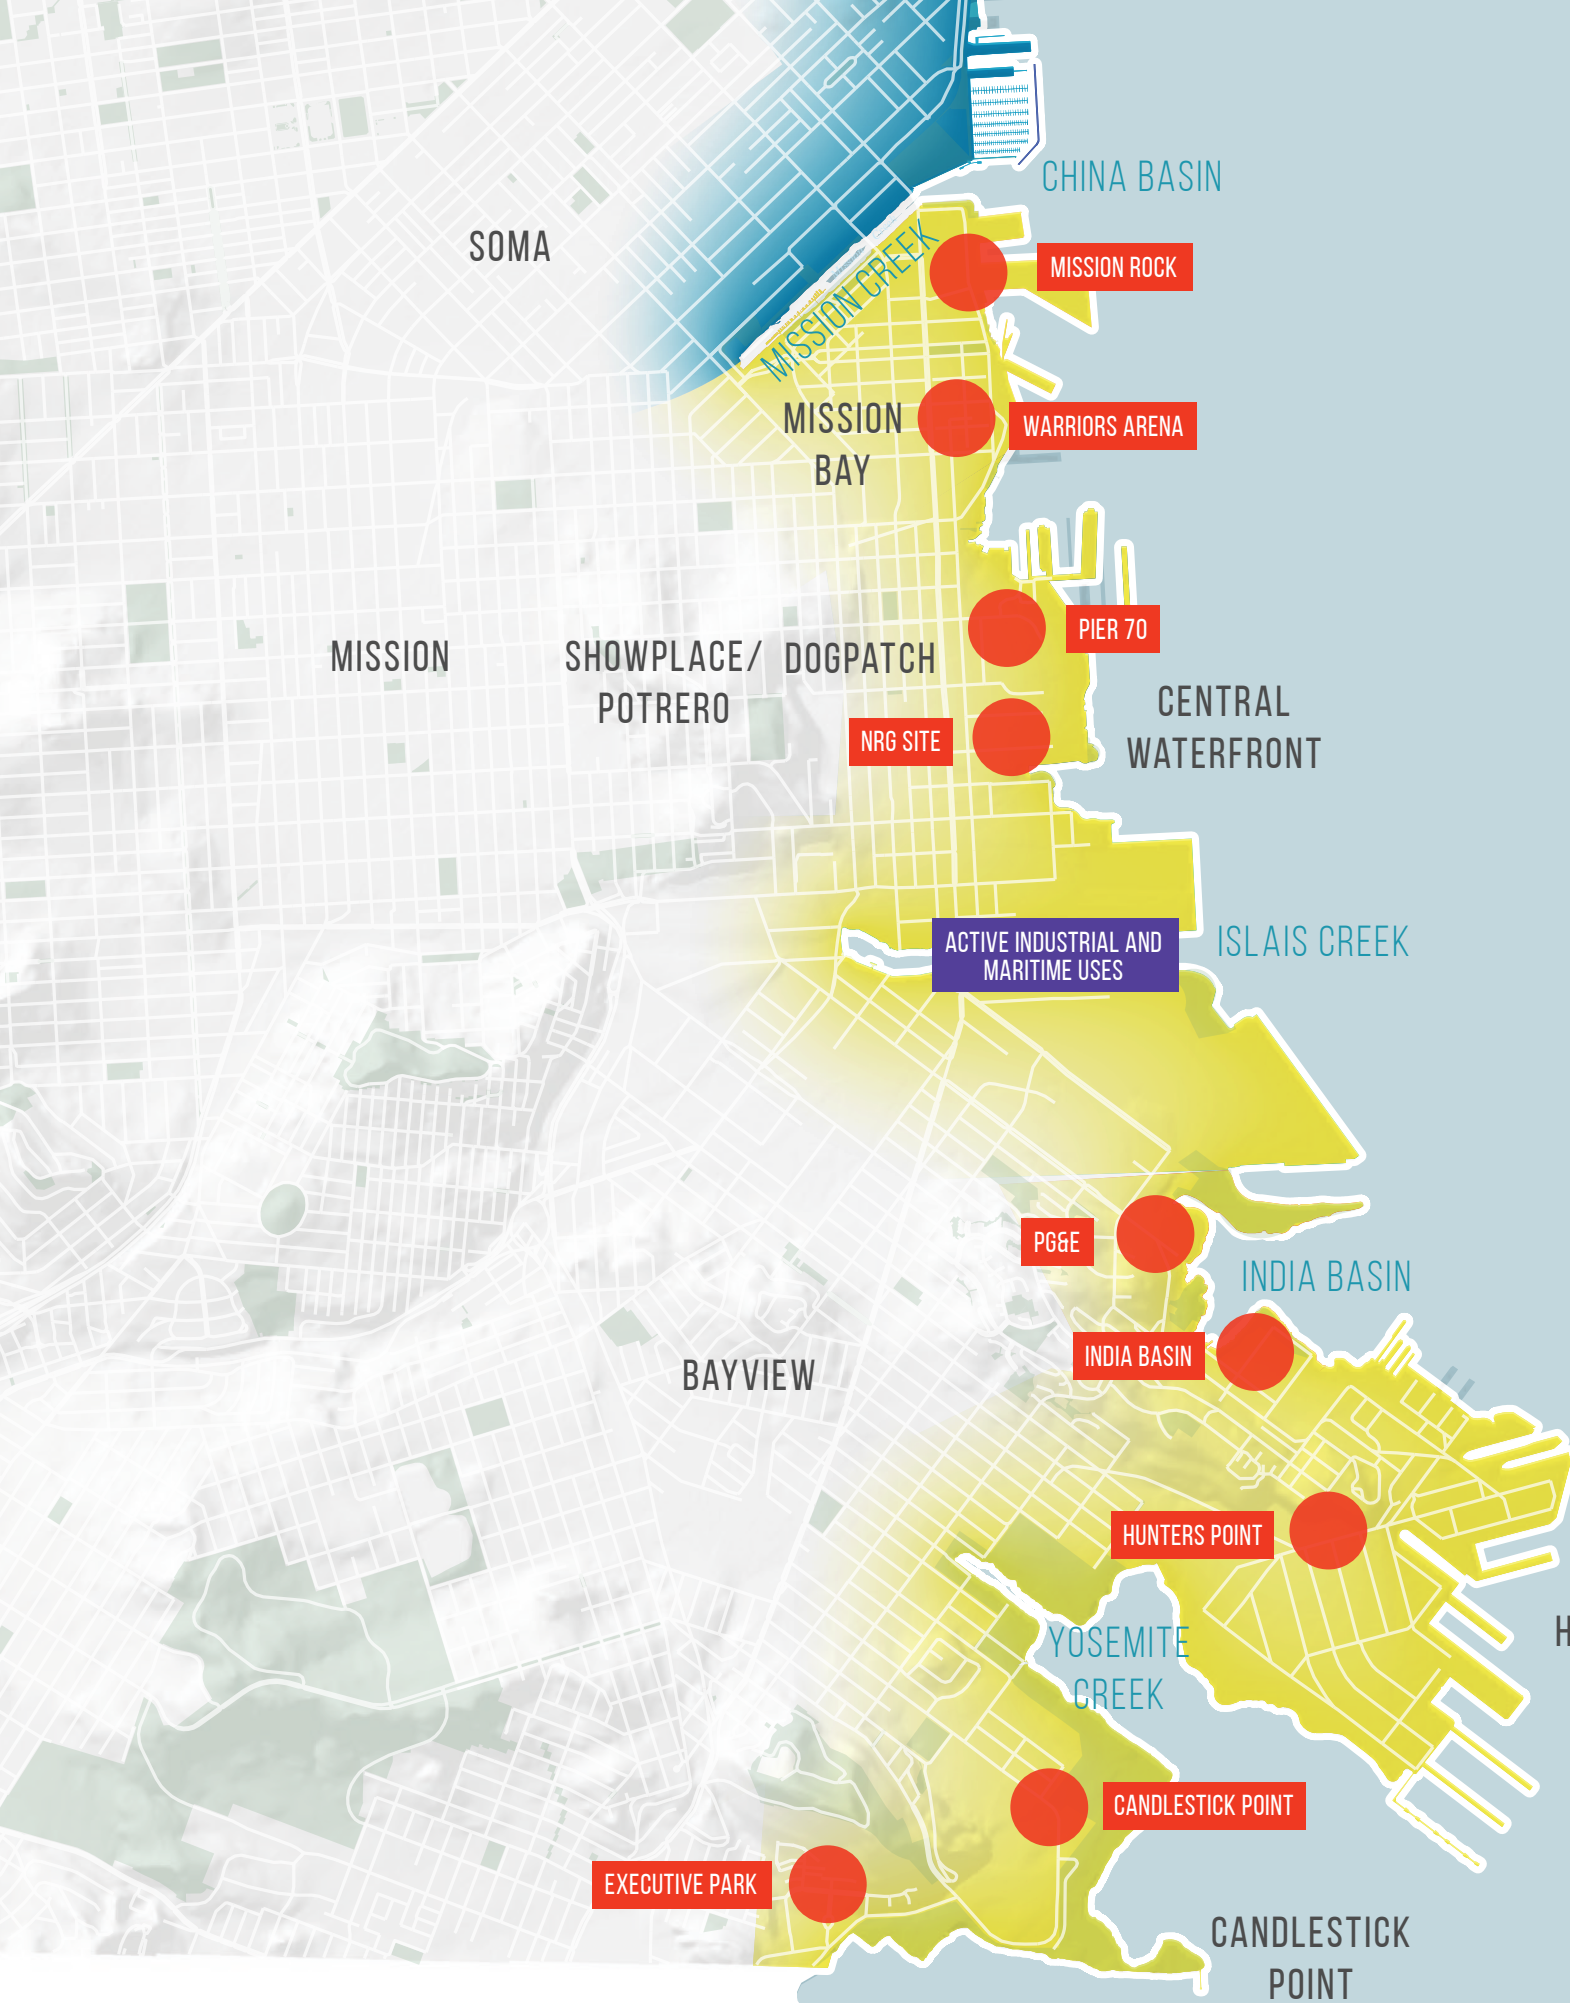 CHINA BASIN
SOMA
MISSION CREEK
MISSION ROCK
MISSION
BAY
WARRIORS ARENA
PIER 70
MISSION
SHOWPLACE/
POTRERO
DOGPATCH
CENTRAL
WATERFRONT
NRG SITE
ACTIVE INDUSTRIAL AND
MARITIME USES
ISLAIS CREEK
PG&E
INDIA BASIN
INDIA BASIN
BAYVIEW
HUNTERS POINT
H
YOSEMITE
CREEK
CANDLESTICK POINT
EXECUTIVE PARK
CANDLESTICK
POINT